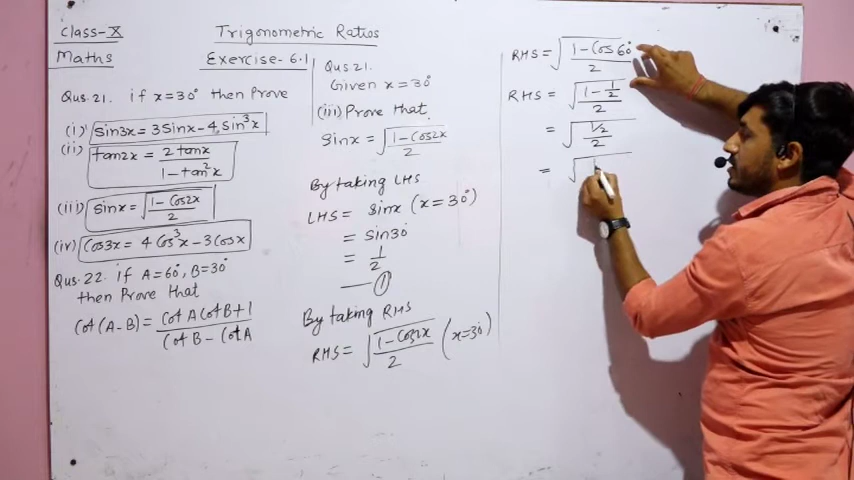 Class-X
Maths
Trigonometric Ratios
Exercise-6.1
Qus.21. if x=30° then Prove
(i) Sin3x = 3Sinx - 4 Sin³x
(ii) tan2x = 2 tanx / 1 - tan²x
(iii) Sinx = √(1-Cos2x / 2)
(iv) Cos3x = 4 Cos³x - 3Cosx
Qus.22. if A=60°, B=30°
then Prove that
Cot(A-B) = Cot A Cot B + 1 / Cot B - Cot A
Qus21.
Given x=30°
(iii) Prove that
Sinx = √(1-Cos2x / 2)
By taking LHS
LHS = Sinx (x=30°)
= Sin30°
= 1/2
— ①
By taking RHS
RHS = √(1-Cos2x / 2) (x=30°)
RHS = √(1-Cos60° / 2)
RHS = √(1 - 1/2 / 2)
= √(1/2 / 2)
= √